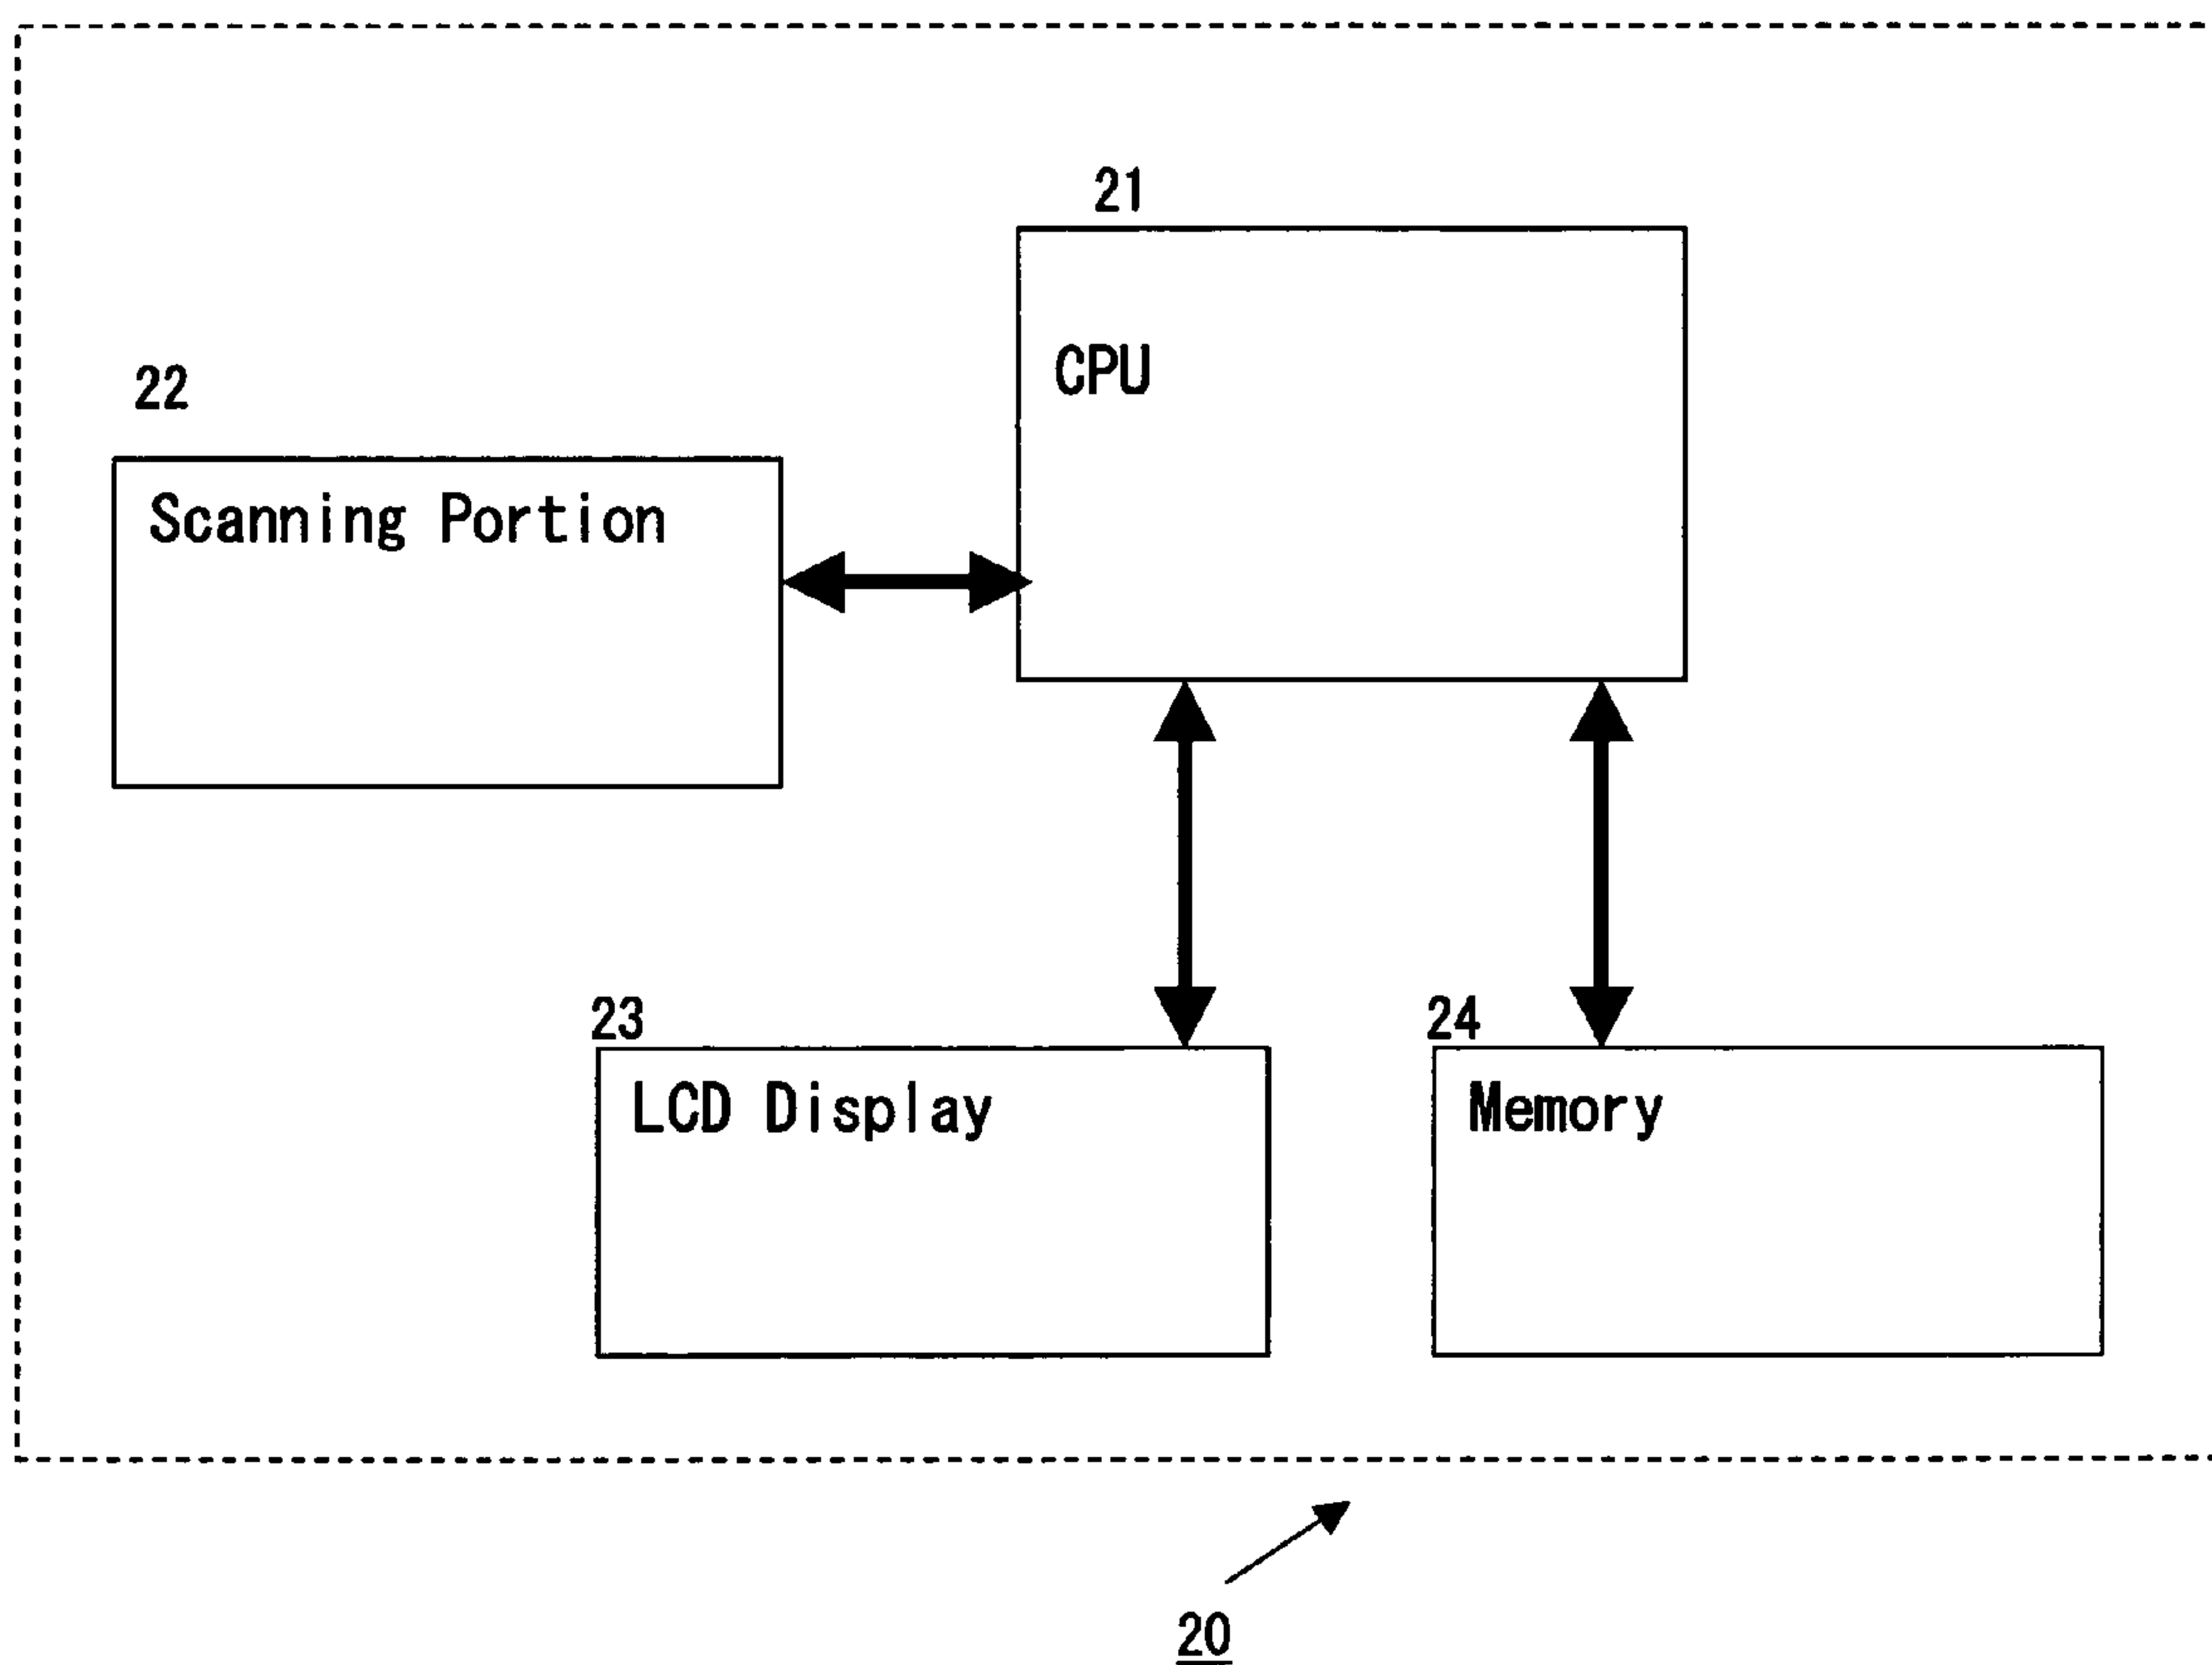 21
CPU
22
Scanning Portion
23
LCD Display
24
Memory
20